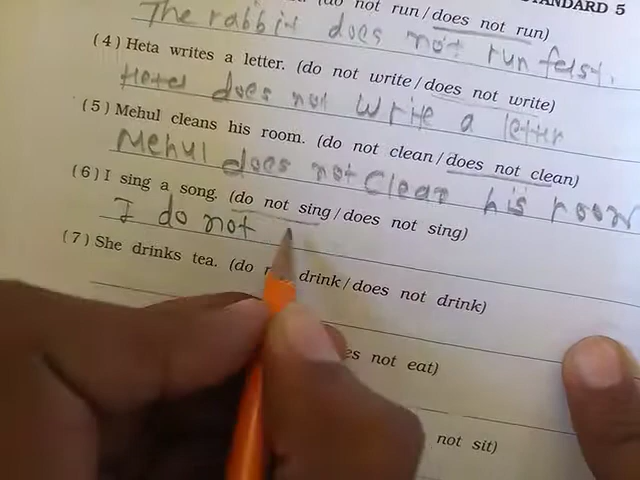 (do not run/does not run)
STANDARD 5
The rabbit does not run fast.
(4) Heta writes a letter. (do not write/does not write)
Heta does not write a letter
(5) Mehul cleans his room. (do not clean/does not clean)
Mehul does not clean his room
(6) I sing a song. (do not sing/does not sing)
I do not
(7) She drinks tea. (do drink/does not drink)
not eat)
not sit)